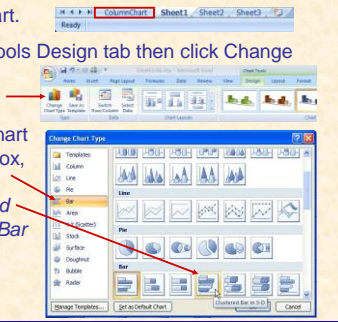 rt.
ColumnChart Sheet1 Sheet2 Sheet3
Ready
ools Design tab then click Change
Chart Tools
Home Insert Page Layout Formulas Data Review View Design Layout Format
Change Chart Type
Save As Template
Switch Row/Column
Select Data
Type Data Chart Layouts
hart
ox,
d
Bar
Change Chart Type
Templates
Column
Line
Pie
Bar
Area
(Scatter)
Stock
Surface
Doughnut
Bubble
Radar
Line
Pie
Bar
Clustered Bar in 3-D
Manage Templates...
Set as Default Chart
Cancel